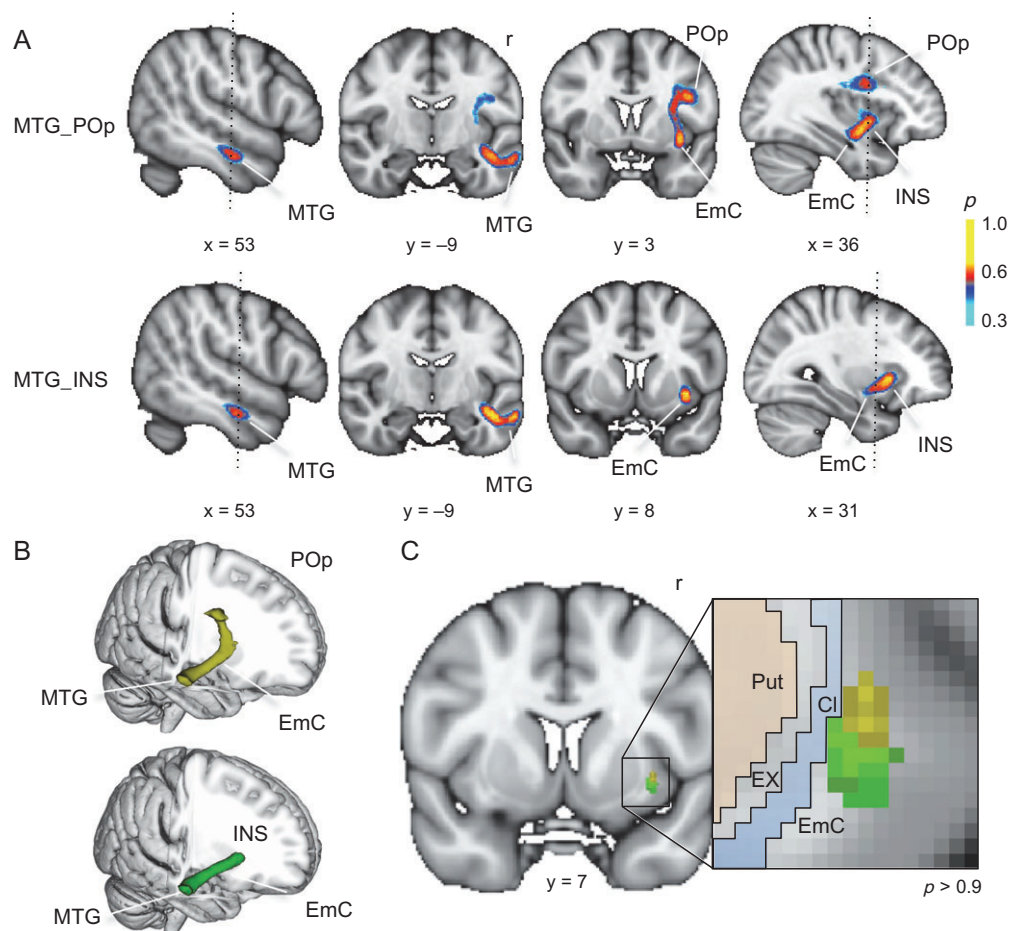 A
r
POp
POp
MTG_POp
MTG
MTG
EmC
EmC
INS
x = 53
y = –9
y = 3
x = 36
p
1.0
0.6
0.3
MTG_INS
MTG
MTG
EmC
EmC
INS
x = 53
y = –9
y = 8
x = 31
B
POp
MTG
EmC
INS
MTG
EmC
C
r
Put
Cl
EX
EmC
y = 7
p > 0.9